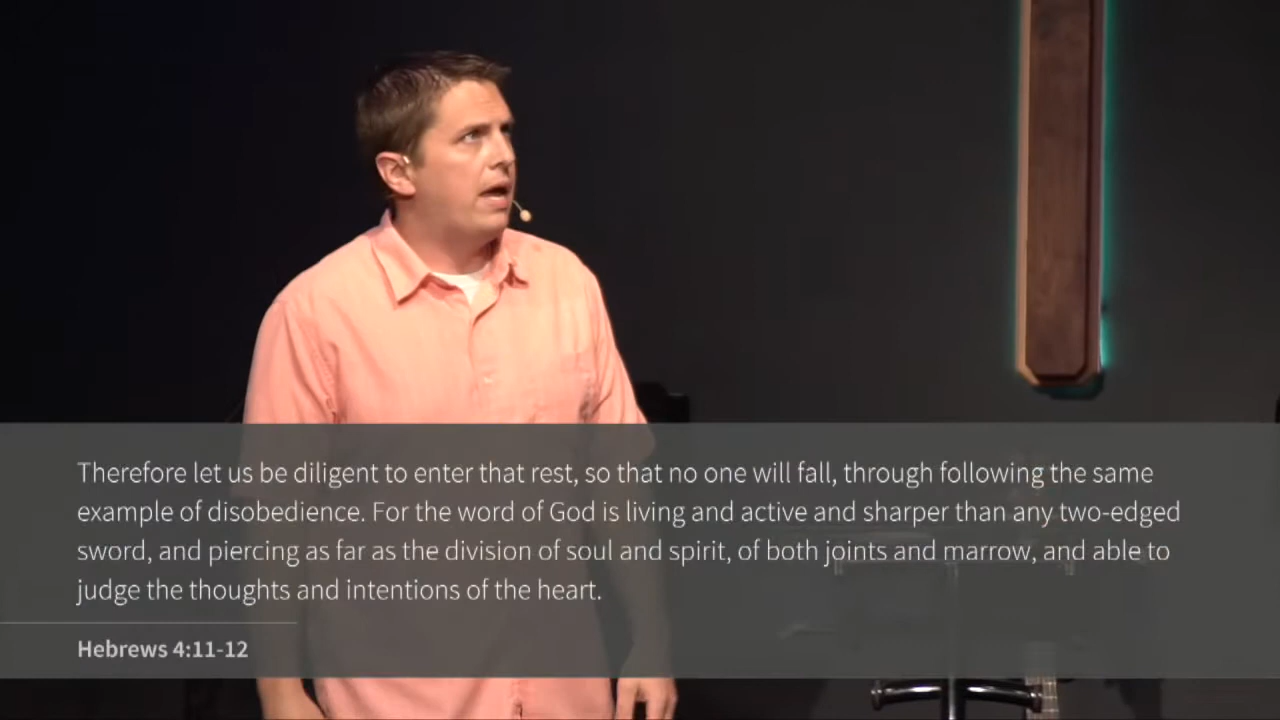 Therefore let us be diligent to enter that rest, so that no one will fall, through following the same
example of disobedience. For the word of God is living and active and sharper than any two-edged
sword, and piercing as far as the division of soul and spirit, of both joints and marrow, and able to
judge the thoughts and intentions of the heart.
Hebrews 4:11-12